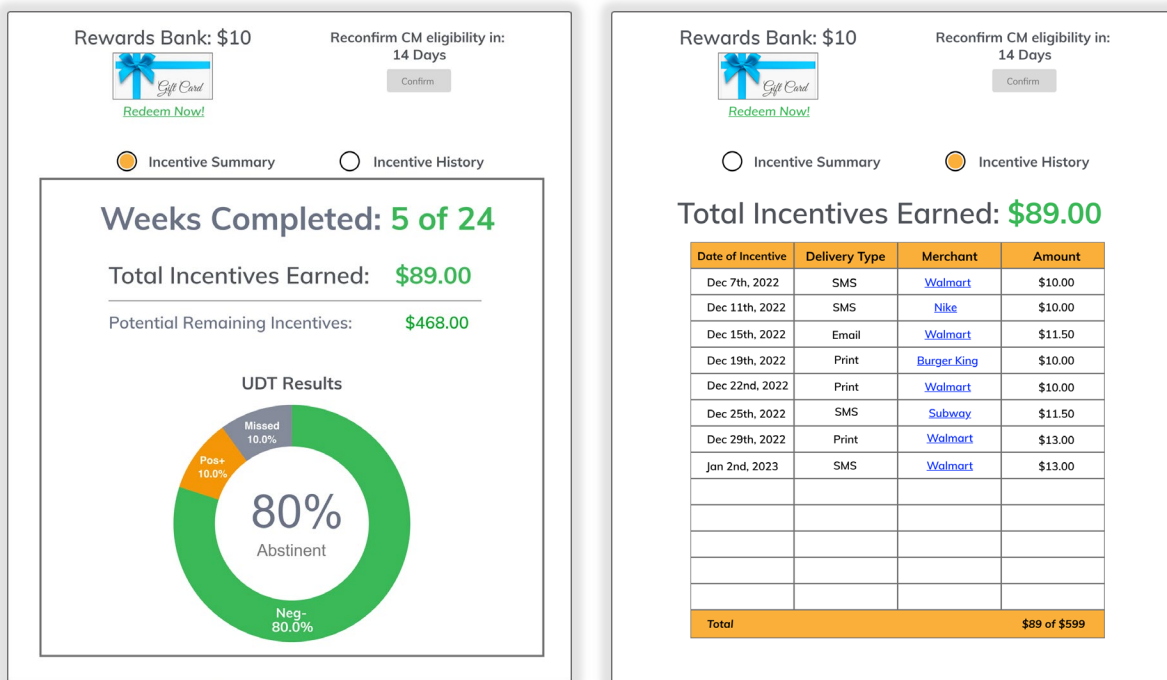 Rewards Bank: $10
Reconfirm CM eligibility in:
14 Days
Gift Card
Confirm
Redeem Now!
Incentive Summary
Incentive History
Weeks Completed: 5 of 24
Total Incentives Earned: $89.00
Potential Remaining Incentives: $468.00
UDT Results
Missed
10.0%
Pos+
10.0%
80%
Abstinent
Neg-
80.0%
Rewards Bank: $10
Reconfirm CM eligibility in:
14 Days
Gift Card
Confirm
Redeem Now!
Incentive Summary
Incentive History
Total Incentives Earned: $89.00
Date of Incentive Delivery Type Merchant Amount
Dec 7th, 2022 SMS Walmart $10.00
Dec 11th, 2022 SMS Nike $10.00
Dec 15th, 2022 Email Walmart $11.50
Dec 19th, 2022 Print Burger King $10.00
Dec 22nd, 2022 Print Walmart $10.00
Dec 25th, 2022 SMS Subway $11.50
Dec 29th, 2022 Print Walmart $13.00
Jan 2nd, 2023 SMS Walmart $13.00
Total $89 of $599